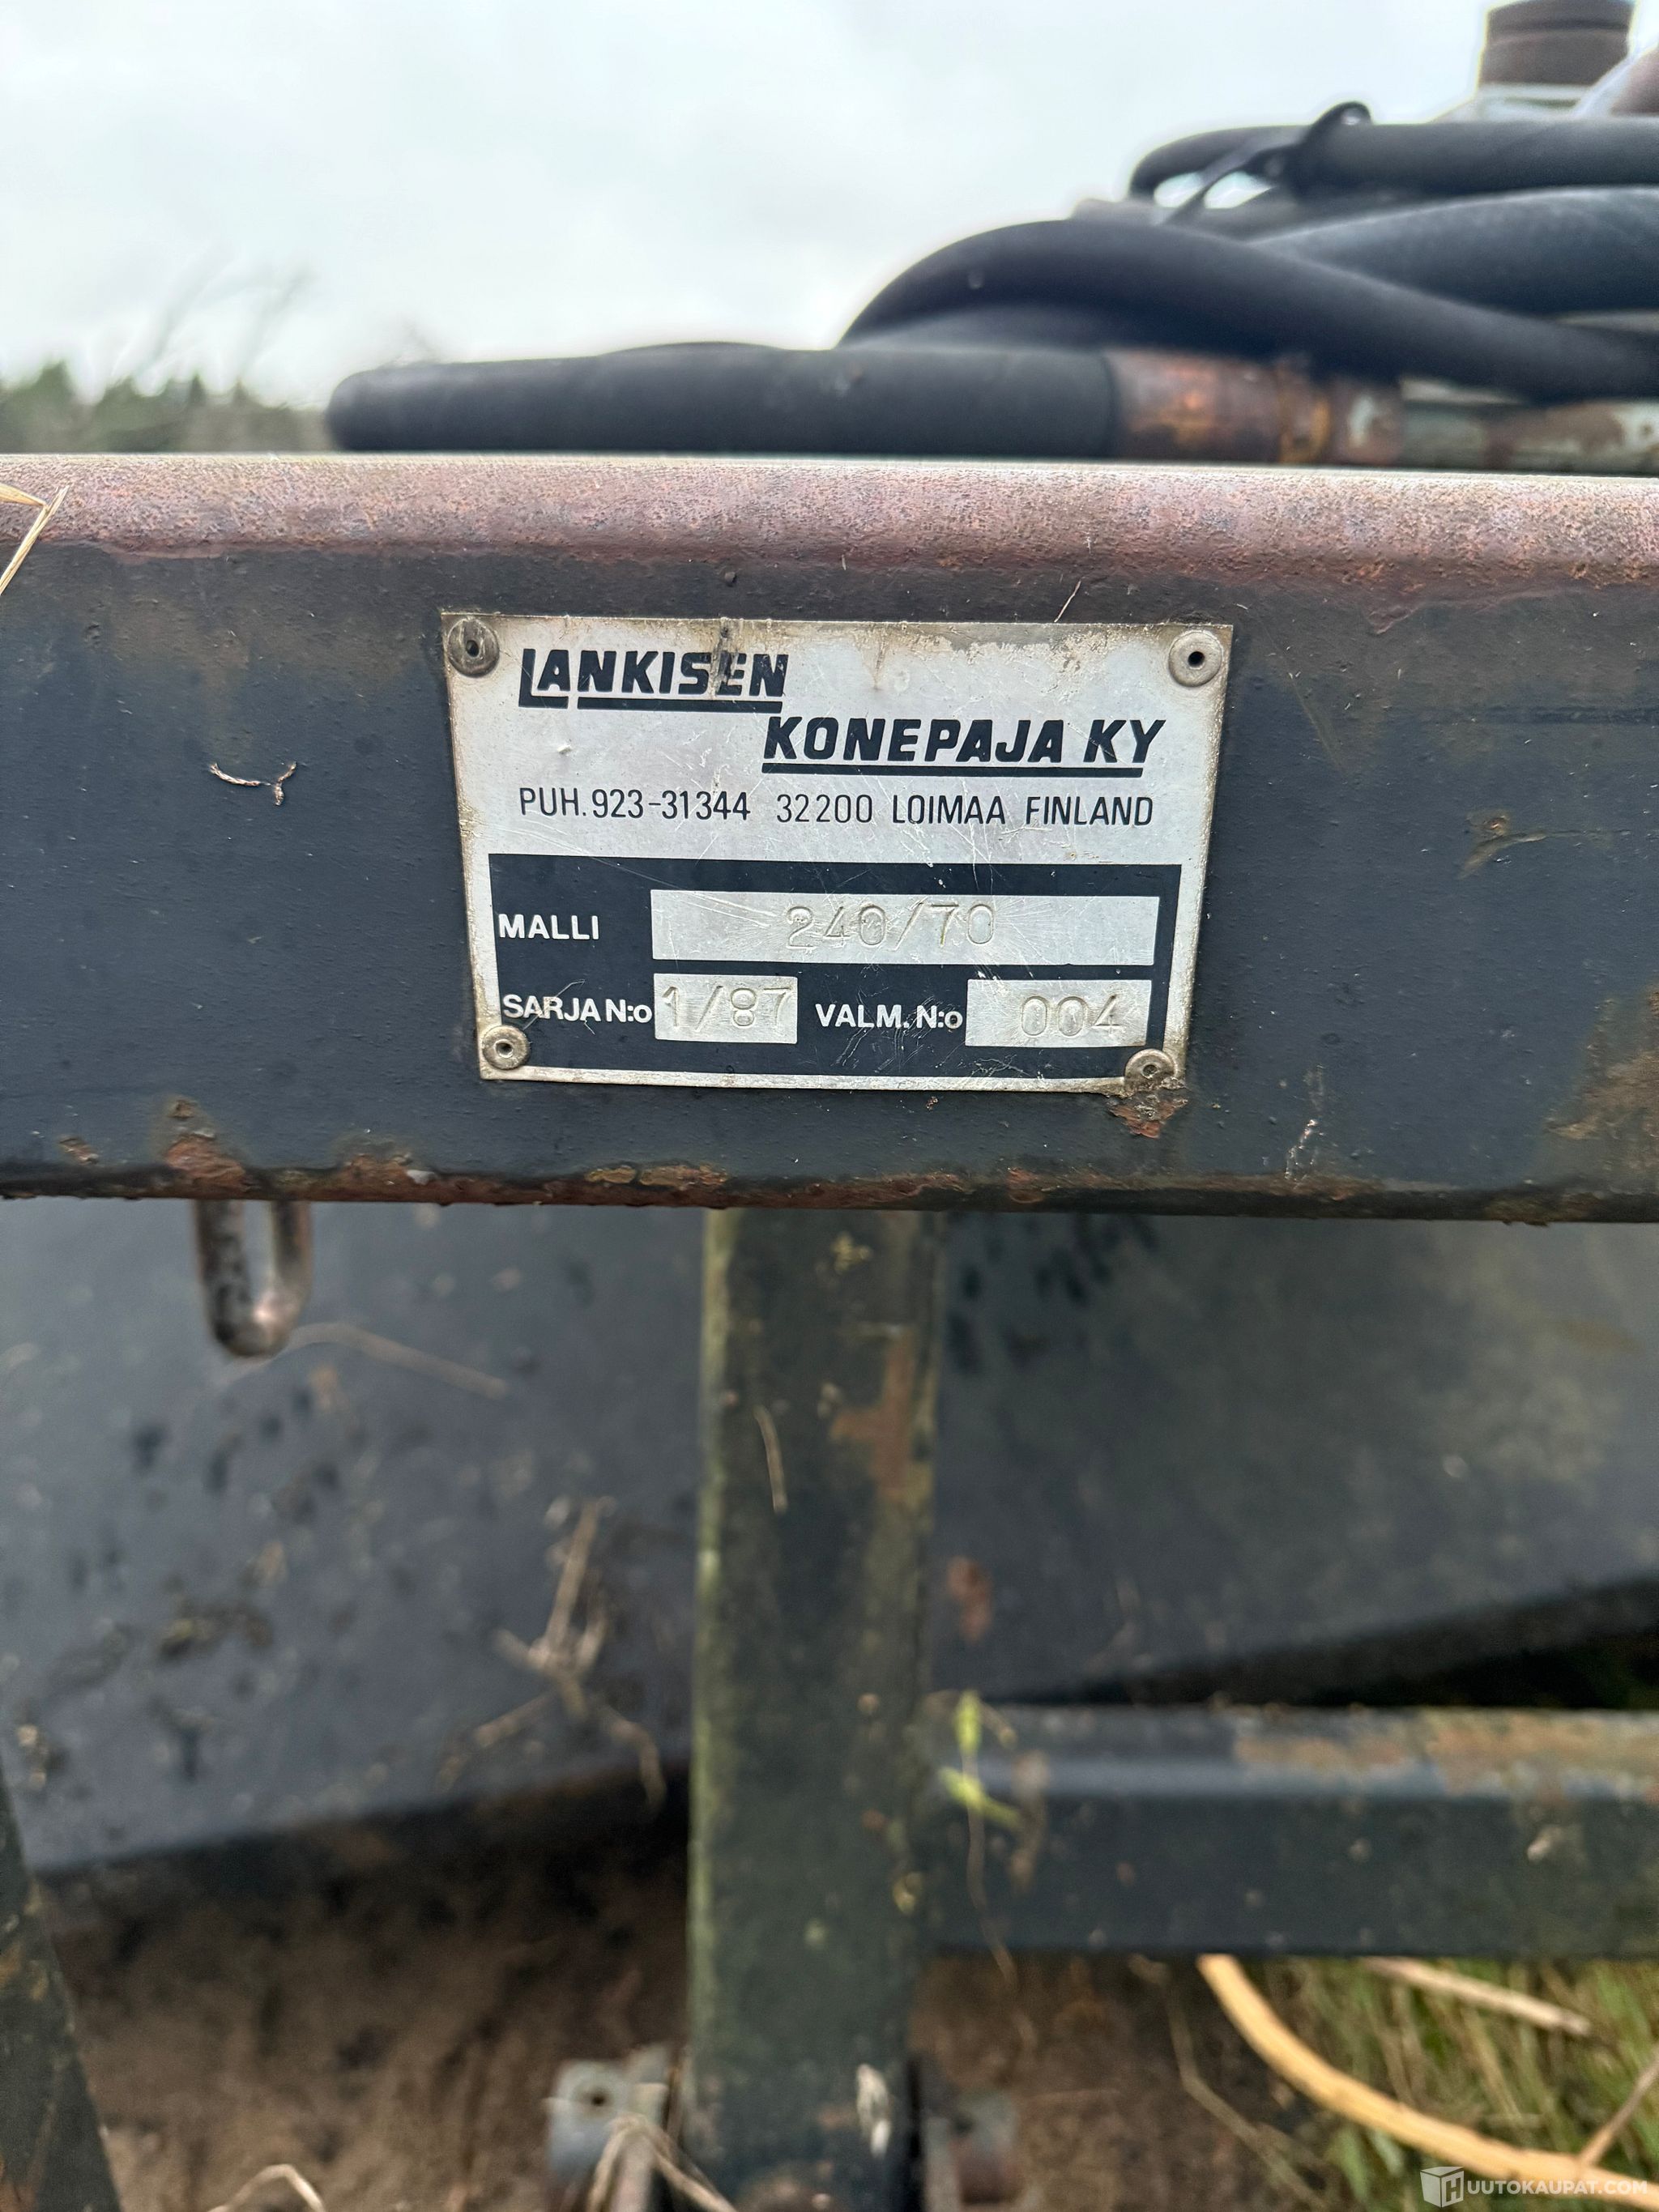 LANKISEN
KONEPAJA KY
PUH. 923-31344 32200 LOIMAA FINLAND
MALLI 240/70
SARJA N:o 1/87 VALM. N:o 004
HUUTOKAUPAT.COM